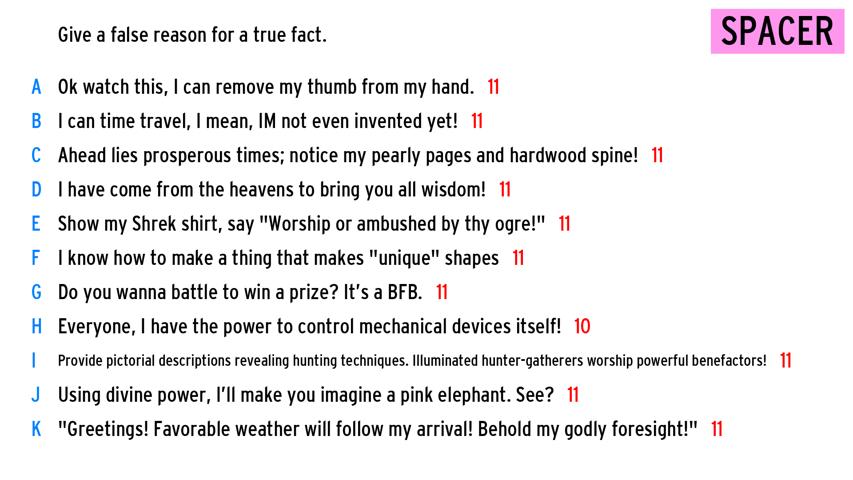 Give a false reason for a true fact.
SPACER
A Ok watch this, I can remove my thumb from my hand. 11
B I can time travel, I mean, IM not even invented yet! 11
C Ahead lies prosperous times; notice my pearly pages and hardwood spine! 11
D I have come from the heavens to bring you all wisdom! 11
E Show my Shrek shirt, say "Worship or ambushed by thy ogre!" 11
F I know how to make a thing that makes "unique" shapes 11
G Do you wanna battle to win a prize? It's a BFB. 11
H Everyone, I have the power to control mechanical devices itself! 10
I Provide pictorial descriptions revealing hunting techniques. Illuminated hunter-gatherers worship powerful benefactors! 11
J Using divine power, I'll make you imagine a pink elephant. See? 11
K "Greetings! Favorable weather will follow my arrival! Behold my godly foresight!" 11